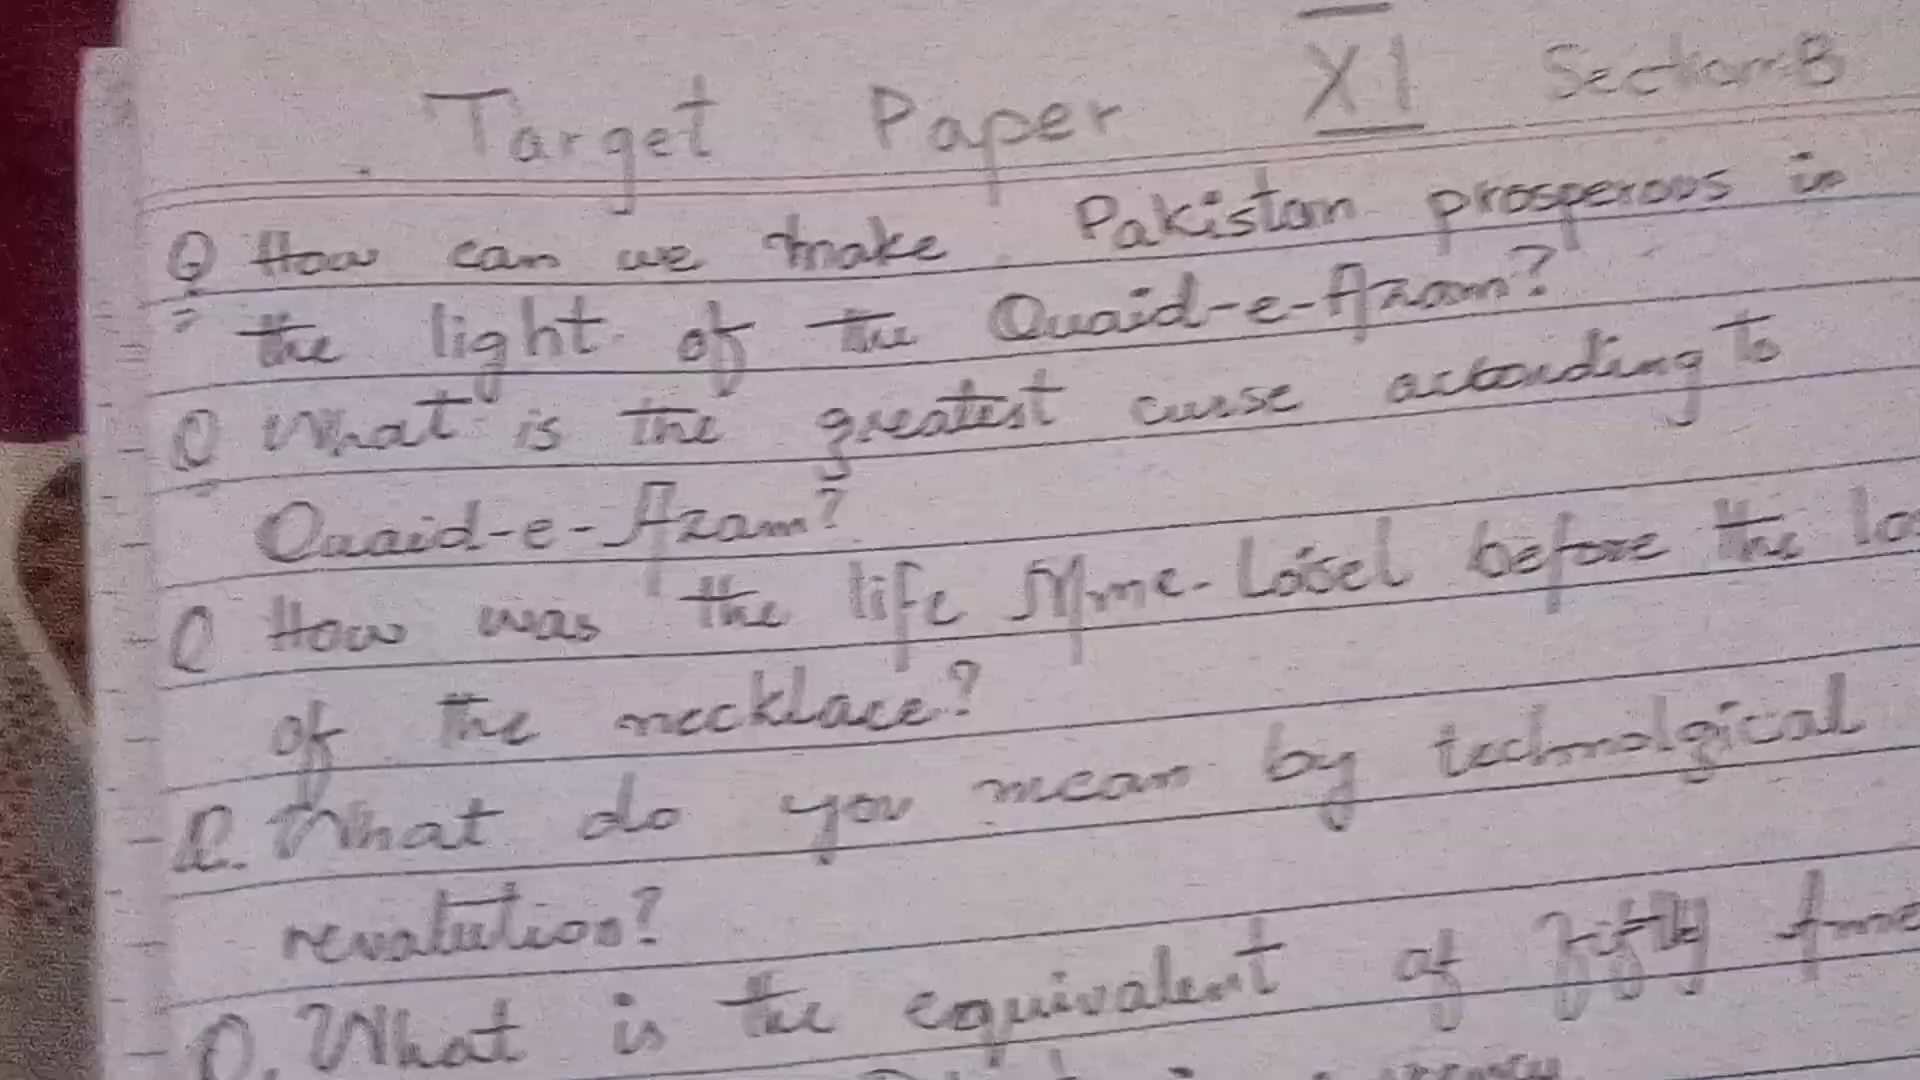 Target Paper XI Section B
Q How can we make Pakistan prosperous in
the light of the Quaid-e-Azam?
Q What is the greatest curse according to
Quaid-e-Azam?
Q How was the life Mme-Loisel before the
of the necklace?
Q. What do you mean by technolgical
revalution?
Q. What is the equivalent of fifty